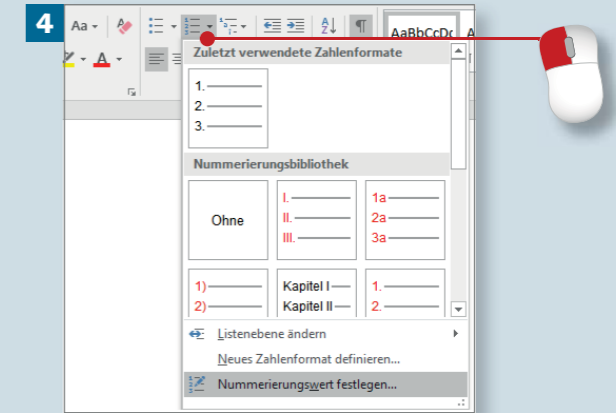 4
Aa
AaBbCcDc A
A
Zuletzt verwendete Zahlenformate
1.
2.
3.
Nummerierungsbibliothek
Ohne
I.
II.
III.
1a
2a
3a
1)
2)
Kapitel I
Kapitel II
1.
2.
Listenebene ändern
Neues Zahlenformat definieren...
Nummerierungswert festlegen...